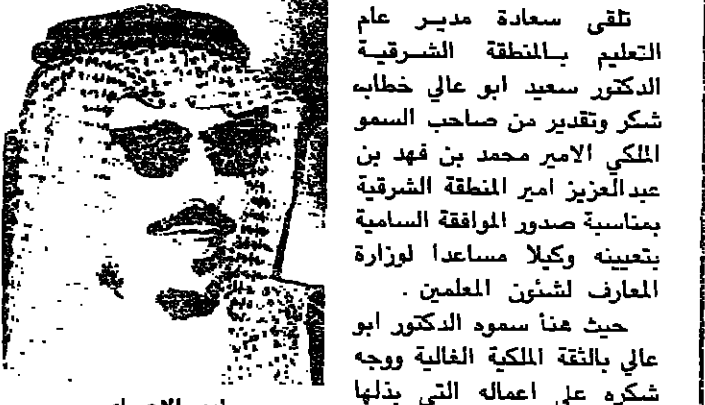 تلقى سعادة مدير عام
التعليم بالمنطقة الشرقية
الدكتور سعيد ابو عالي خطاب
شكر وتقدير من صاحب السمو
الملكي الامير محمد بن فهد بن
عبدالعزيز امير المنطقة الشرقية
بمناسبة صدور الموافقة السامية
بتعيينه وكيلا مساعدا لوزارة
المعارف لشئون المعلمين .
حيث هنأ سموه الدكتور ابو
عالي بالثقة الملكية الغالية ووجه
شكره على اعماله التي بذلها